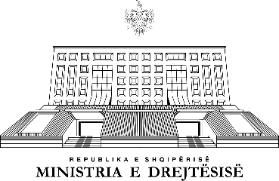 REPUBLIKA E SHQIPËRISË
MINISTRIA E DREJTËSISË